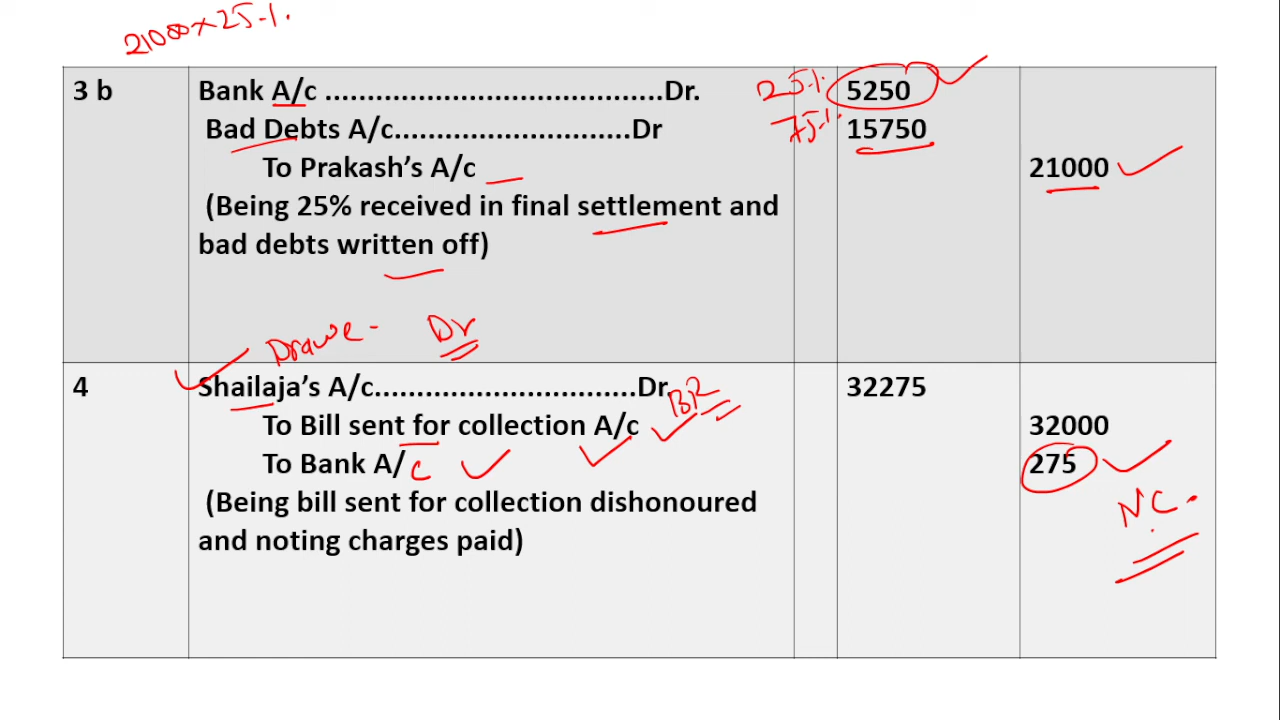 21000 x 25%.
3 b Bank A/c ........................................Dr. 25%. 5250
Bad Debts A/c............................Dr 75%. 15750
To Prakash’s A/c 21000
(Being 25% received in final settlement and
bad debts written off)
Drawe - Dr
4 Shailaja’s A/c...............................Dr. 32275
BR
To Bill sent for collection A/c 32000
To Bank A/c 275
(Being bill sent for collection dishonoured N.C.
and noting charges paid)